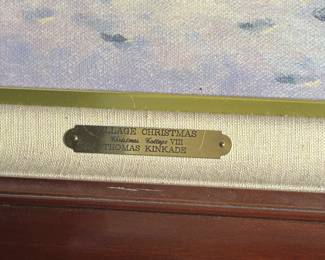 VILLAGE CHRISTMAS
Christmas Cottage VIII
THOMAS KINKADE